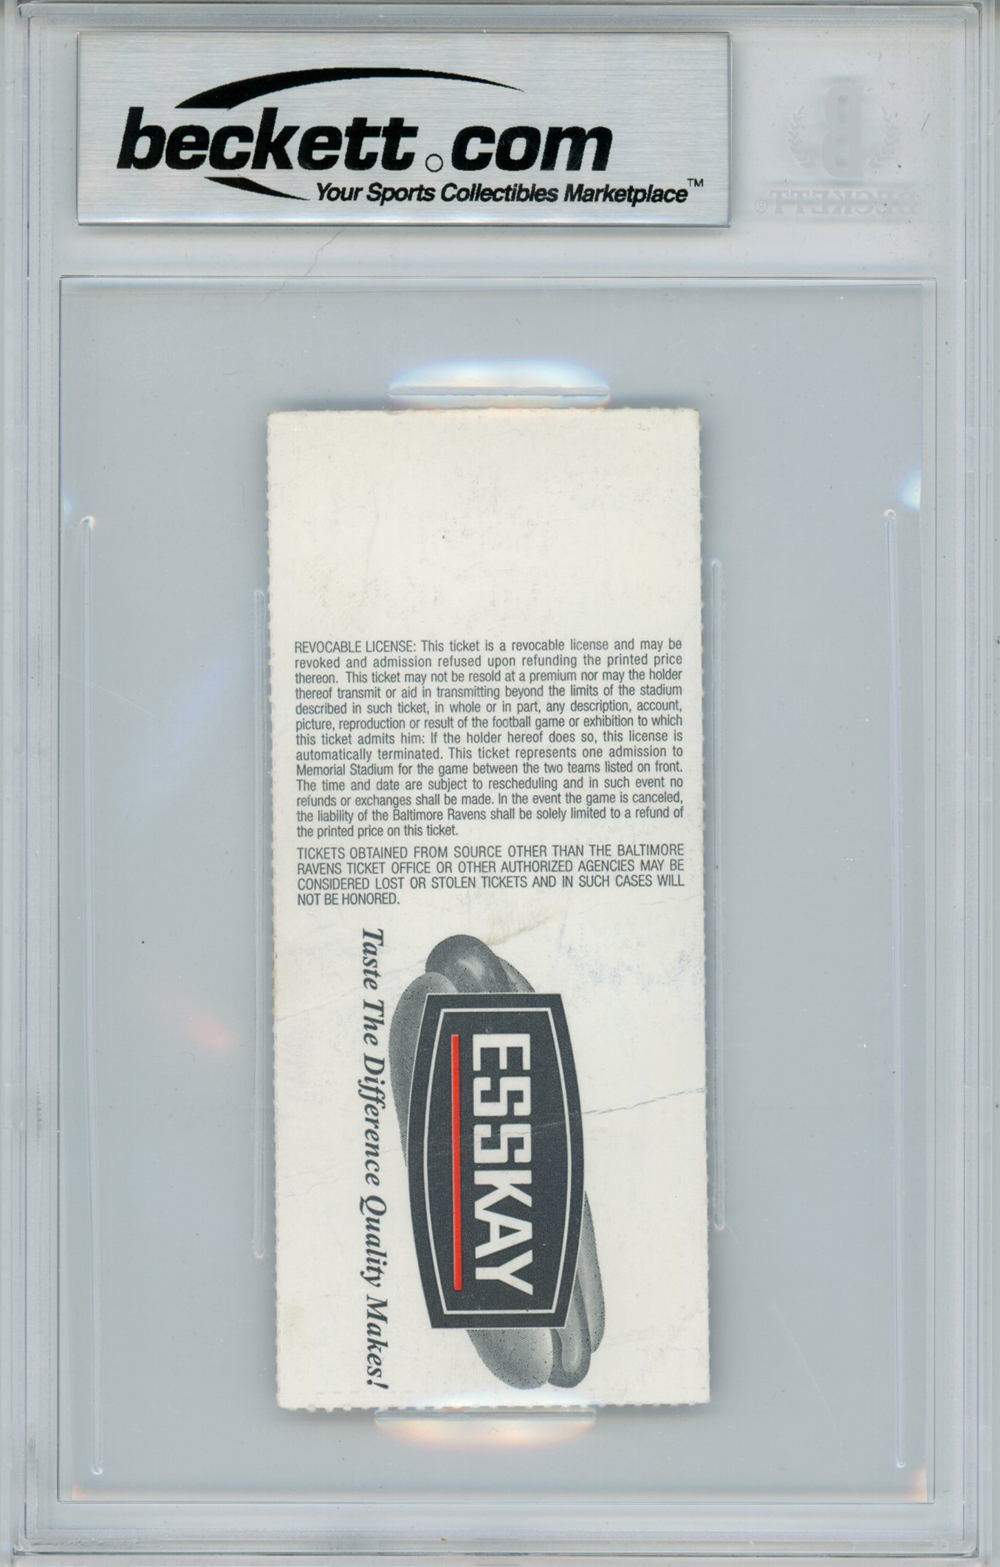 beckett.com
Your Sports Collectibles Marketplace™
B
BECKETT®
REVOCABLE LICENSE: This ticket is a revocable license and may be
revoked and admission refused upon refunding the printed price
thereon. This ticket may not be resold at a premium nor may the holder
thereof transmit or aid in transmitting beyond the limits of the stadium
described in such ticket, in whole or in part, any description, account,
picture, reproduction or result of the football game or exhibition to which
this ticket admits him: If the holder hereof does so, this license is
automatically terminated. This ticket represents one admission to
Memorial Stadium for the game between the two teams listed on front.
The time and date are subject to rescheduling and in such event no
refunds or exchanges shall be made. In the event the game is canceled,
the liability of the Baltimore Ravens shall be solely limited to a refund of
the printed price on this ticket.
TICKETS OBTAINED FROM SOURCE OTHER THAN THE BALTIMORE
RAVENS TICKET OFFICE OR OTHER AUTHORIZED AGENCIES MAY BE
CONSIDERED LOST OR STOLEN TICKETS AND IN SUCH CASES WILL
NOT BE HONORED.
ESSKAY
Taste The Difference Quality Makes!